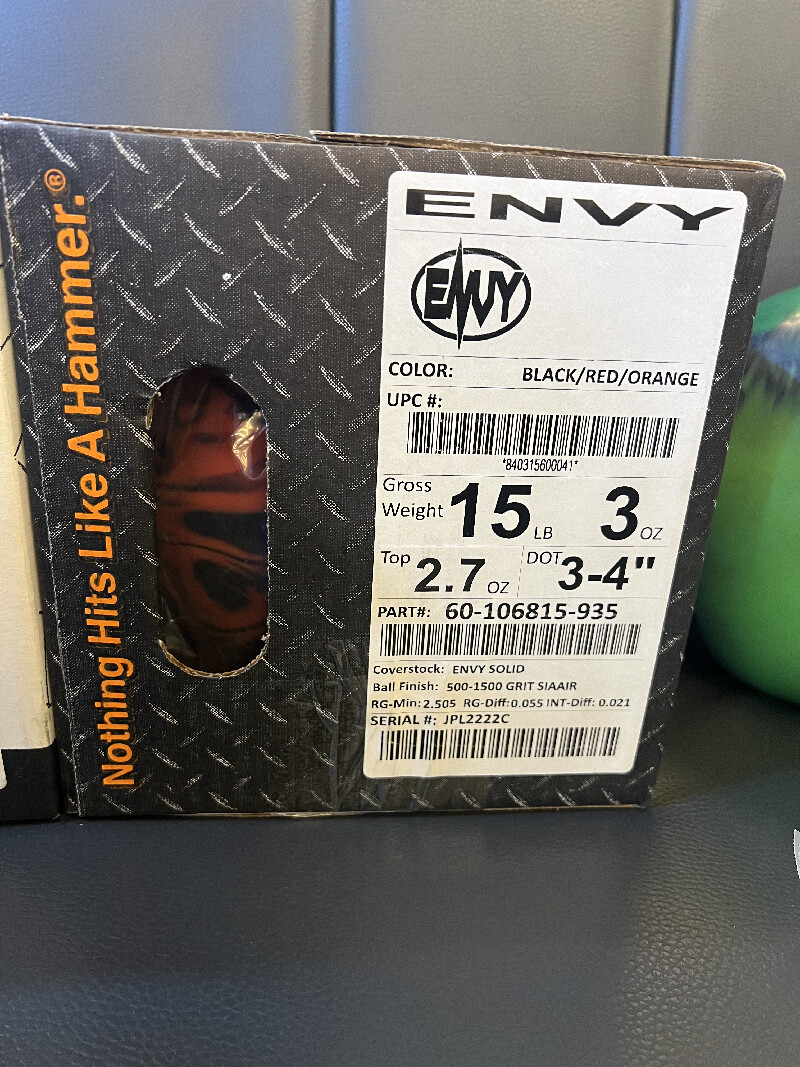 Nothing Hits Like A Hammer.®
ENVY
ENVY
COLOR: BLACK/RED/ORANGE
UPC #:
*840315600041*
Gross Weight 15 LB 3 OZ
Top 2.7 OZ DOT 3-4"
PART#: 60-106815-935
Coverstock: ENVY SOLID
Ball Finish: 500-1500 GRIT SIAAIR
RG-Min: 2.505 RG-Diff: 0.055 INT-Diff: 0.021
SERIAL #: JPL2222C